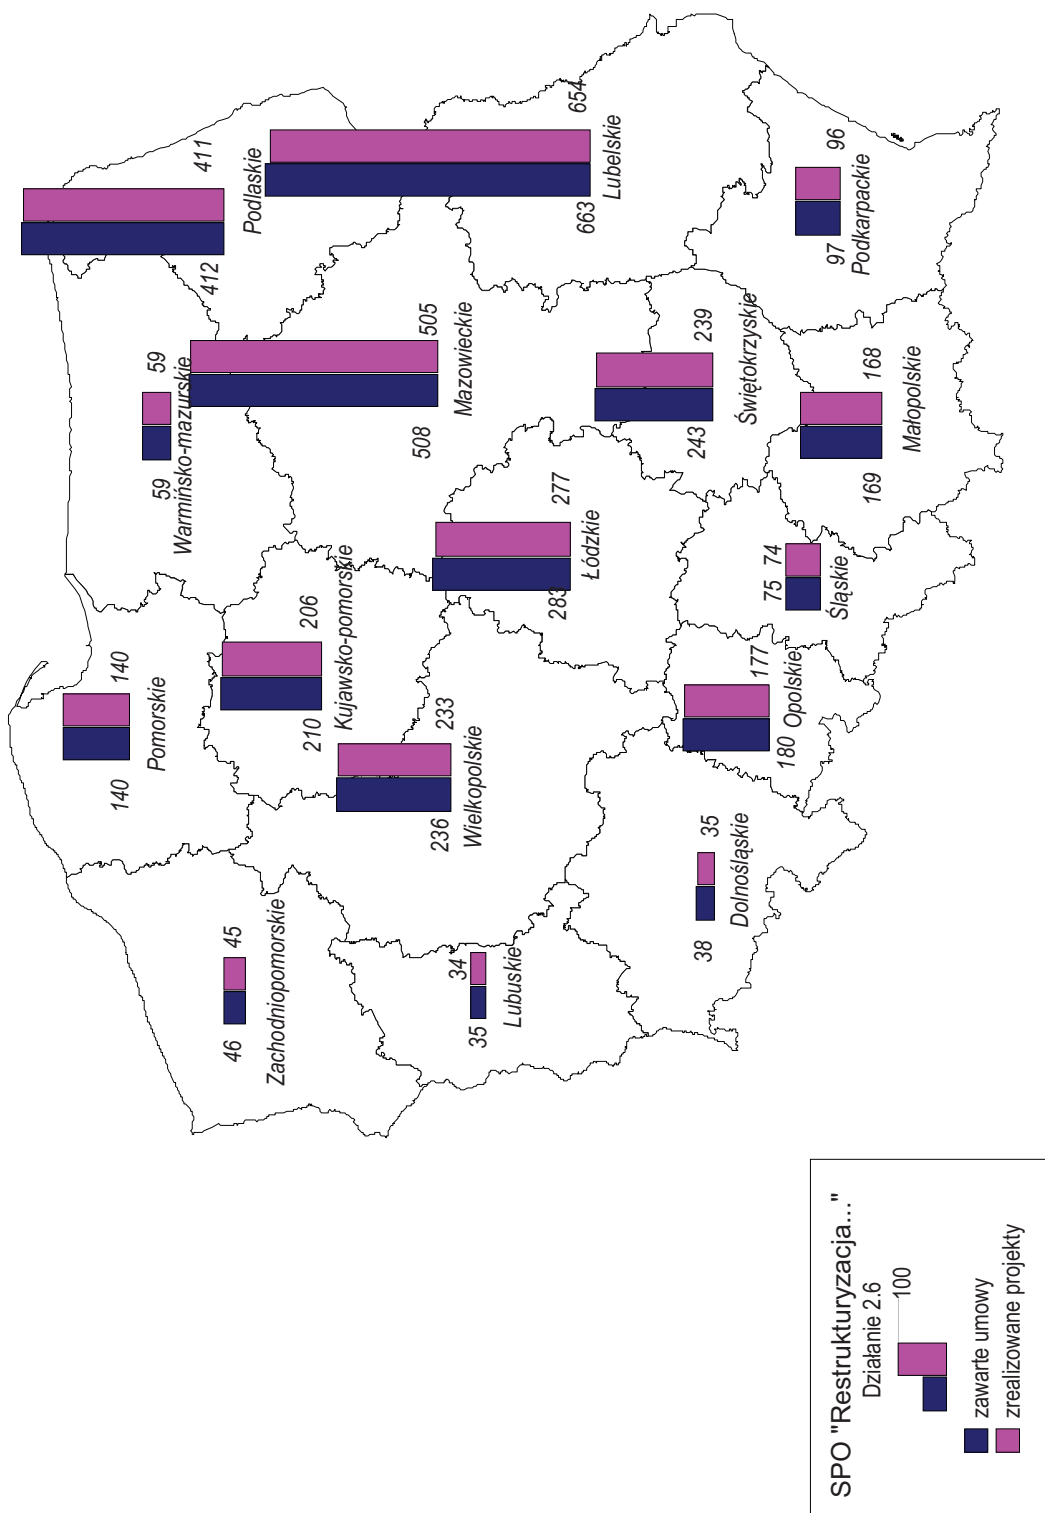 140
140
Pomorskie
59
59
Warmińsko-mazurskie
412
411
Podlaskie
46
45
Zachodniopomorskie
210
206
Kujawsko-pomorskie
236
233
Wielkopolskie
508
505
Mazowieckie
35
34
Lubuskie
283
277
Łódzkie
663
654
Lubelskie
38
35
Dolnośląskie
180
177
Opolskie
75
74
Śląskie
243
239
Świętokrzyskie
169
168
Małopolskie
97
96
Podkarpackie
SPO "Restrukturyzacja..."
Działanie 2.6
100
zawarte umowy
zrealizowane projekty